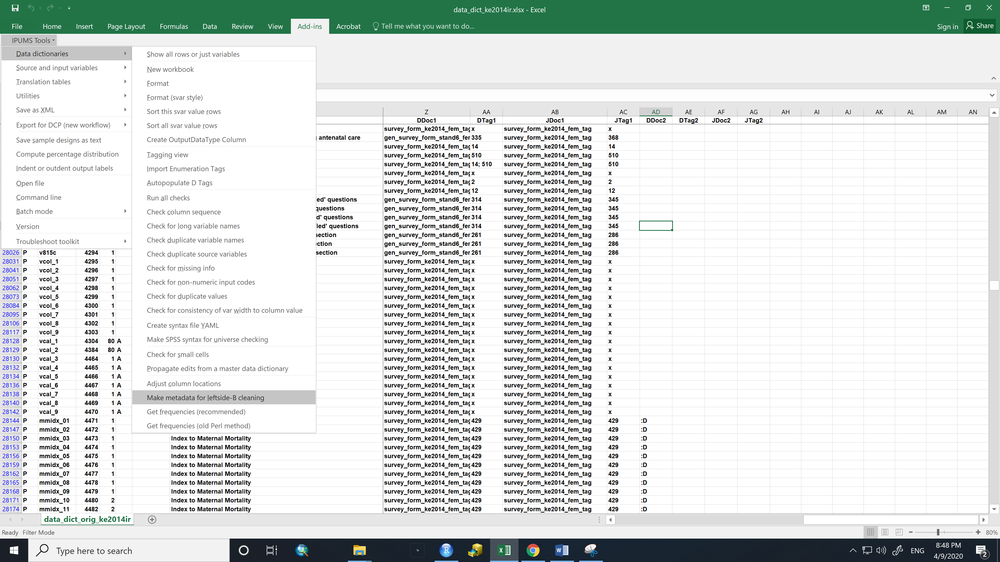 data_dict_ke2014ir.xlsx - Excel
File Home Insert Page Layout Formulas Data Review View Add-ins Acrobat Tell me what you want to do... Sign in Share
IPUMS Tools
Data dictionaries
Source and input variables
Translation tables
Utilities
Save as XML
Export for DCP (new workflow)
Save sample designs as text
Compute percentage distribution
Indent or outdent output labels
Open file
Command line
Batch mode
Version
Troubleshoot toolkit
Show all rows or just variables
New workbook
Format
Format (svar style)
Sort this svar value rows
Sort all svar value rows
Create OutputDataType Column
Tagging view
Import Enumeration Tags
Autopopulate D Tags
Run all checks
Check column sequence
Check for long variable names
Check duplicate variable names
Check duplicate source variables
Check for missing info
Check for non-numeric input codes
Check for duplicate values
Check for consistency of var width to column value
Create syntax file YAML
Make SPSS syntax for universe checking
Check for small cells
Propagate edits from a master data dictionary
Adjust column locations
Make metadata for leftside-B cleaning
Get frequencies (recommended)
Get frequencies (old Perl method)
Z AA AB AC AD AE AF AG AH AI AJ AK AL AM AN
DDoc1 DTag1 JDoc1 JTag1 DDoc2 DTag2 JDoc2 JTag2
survey_form_ke2014_fem_tag x survey_form_ke2014_fem_tag x
antenatal care gen_survey_form_stand6_fer 335 survey_form_ke2014_fem_tag 368
survey_form_ke2014_fem_tag 14 survey_form_ke2014_fem_tag 14
survey_form_ke2014_fem_tag 510 survey_form_ke2014_fem_tag 510
survey_form_ke2014_fem_tag 14; 510 survey_form_ke2014_fem_tag 510
survey_form_ke2014_fem_tag x survey_form_ke2014_fem_tag x
survey_form_ke2014_fem_tag 2 survey_form_ke2014_fem_tag 2
survey_form_ke2014_fem_tag 12 survey_form_ke2014_fem_tag 12
ed' questions gen_survey_form_stand6_fer 314 survey_form_ke2014_fem_tag 345
questions gen_survey_form_stand6_fer 314 survey_form_ke2014_fem_tag 345
d' questions gen_survey_form_stand6_fer 314 survey_form_ke2014_fem_tag 345
fied' questions gen_survey_form_stand6_fer 314 survey_form_ke2014_fem_tag 345
section gen_survey_form_stand6_fer 261 survey_form_ke2014_fem_tag 286
ection gen_survey_form_stand6_fer 261 survey_form_ke2014_fem_tag 286
28026 P v815c 4294 1 section gen_survey_form_stand6_fer 261 survey_form_ke2014_fem_tag 286
28031 P vcol_1 4295 1 survey_form_ke2014_fem_tag x survey_form_ke2014_fem_tag x
28041 P vcol_2 4296 1 survey_form_ke2014_fem_tag x survey_form_ke2014_fem_tag x
28051 P vcol_3 4297 1 survey_form_ke2014_fem_tag x survey_form_ke2014_fem_tag x
28062 P vcol_4 4298 1 survey_form_ke2014_fem_tag x survey_form_ke2014_fem_tag x
28073 P vcol_5 4299 1 survey_form_ke2014_fem_tag x survey_form_ke2014_fem_tag x
28084 P vcol_6 4300 1 survey_form_ke2014_fem_tag x survey_form_ke2014_fem_tag x
28095 P vcol_7 4301 1 survey_form_ke2014_fem_tag x survey_form_ke2014_fem_tag x
28106 P vcol_8 4302 1 survey_form_ke2014_fem_tag x survey_form_ke2014_fem_tag x
28117 P vcol_9 4303 1 survey_form_ke2014_fem_tag x survey_form_ke2014_fem_tag x
28128 P vcal_1 4304 80 A survey_form_ke2014_fem_tag x survey_form_ke2014_fem_tag x
28129 P vcal_2 4384 80 A survey_form_ke2014_fem_tag x survey_form_ke2014_fem_tag x
28130 P vcal_3 4464 1 A survey_form_ke2014_fem_tag x survey_form_ke2014_fem_tag x
28132 P vcal_4 4465 1 A survey_form_ke2014_fem_tag x survey_form_ke2014_fem_tag x
28134 P vcal_5 4466 1 A survey_form_ke2014_fem_tag x survey_form_ke2014_fem_tag x
28136 P vcal_6 4467 1 A survey_form_ke2014_fem_tag x survey_form_ke2014_fem_tag x
28138 P vcal_7 4468 1 A survey_form_ke2014_fem_tag x survey_form_ke2014_fem_tag x
28140 P vcal_8 4469 1 A survey_form_ke2014_fem_tag x survey_form_ke2014_fem_tag x
28142 P vcal_9 4470 1 A survey_form_ke2014_fem_tag x survey_form_ke2014_fem_tag x
28144 P mmidx_01 4471 1 survey_form_ke2014_fem_tag 429 survey_form_ke2014_fem_tag 429 :D
28147 P mmidx_02 4472 1 survey_form_ke2014_fem_tag 429 survey_form_ke2014_fem_tag 429 :D
28150 P mmidx_03 4473 1 Index to Maternal Mortality survey_form_ke2014_fem_tag 429 survey_form_ke2014_fem_tag 429 :D
28153 P mmidx_04 4474 1 Index to Maternal Mortality survey_form_ke2014_fem_tag 429 survey_form_ke2014_fem_tag 429 :D
28156 P mmidx_05 4475 1 Index to Maternal Mortality survey_form_ke2014_fem_tag 429 survey_form_ke2014_fem_tag 429 :D
28159 P mmidx_06 4476 1 Index to Maternal Mortality survey_form_ke2014_fem_tag 429 survey_form_ke2014_fem_tag 429 :D
28162 P mmidx_07 4477 1 Index to Maternal Mortality survey_form_ke2014_fem_tag 429 survey_form_ke2014_fem_tag 429 :D
28165 P mmidx_08 4478 1 Index to Maternal Mortality survey_form_ke2014_fem_tag 429 survey_form_ke2014_fem_tag 429 :D
28168 P mmidx_09 4479 1 Index to Maternal Mortality survey_form_ke2014_fem_tag 429 survey_form_ke2014_fem_tag 429 :D
28171 P mmidx_10 4480 2 Index to Maternal Mortality survey_form_ke2014_fem_tag 429 survey_form_ke2014_fem_tag 429 :D
28174 P mmidx_11 4482 2 Index to Maternal Mortality survey_form_ke2014_fem_tag 429 survey_form_ke2014_fem_tag 429 :D
data_dict_orig_ke2014ir
Ready Filter Mode 80%
Type here to search
ENG
8:48 PM
4/9/2020
2